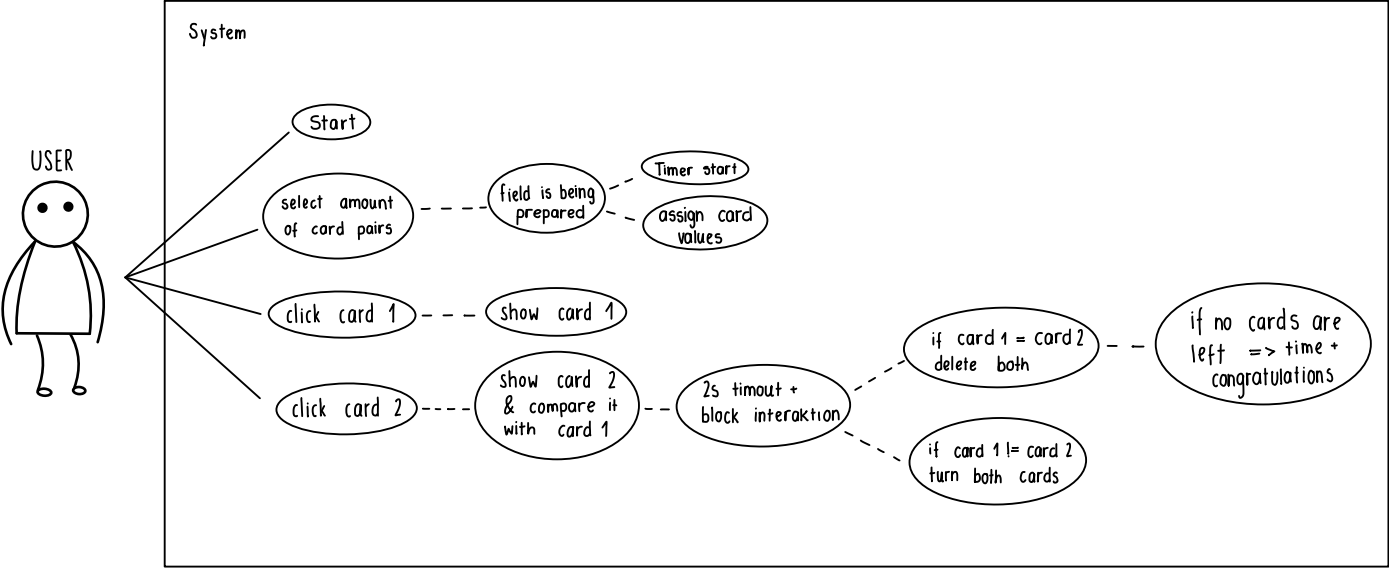 System
USER
Start
select amount
of card pairs
field is being
prepared
Timer start
assign card
values
click card 1
show card 1
click card 2
show card 2
& compare it
with card 1
2s timout +
block interaktion
if card 1 = card 2
delete both
if card 1 != card 2
turn both cards
if no cards are
left => time +
congratulations